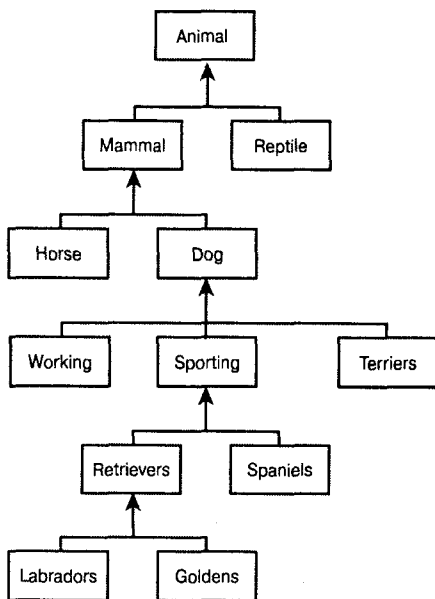 Animal
Mammal
Reptile
Horse
Dog
Working
Sporting
Terriers
Retrievers
Spaniels
Labradors
Goldens